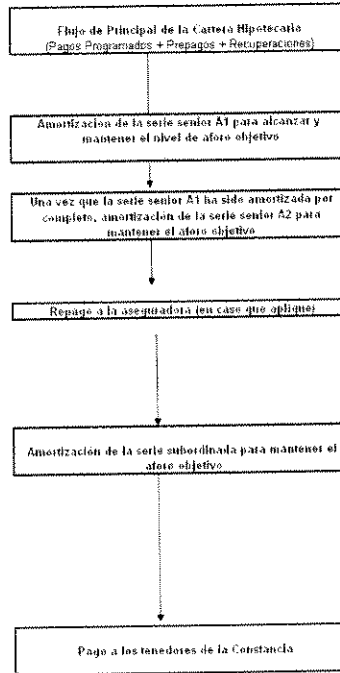 Flujo de Principal de la Cartera Hipotecaria
(Pagos Programados + Prepagos + Recuperaciones)
Amortización de la serie senior A1 para alcanzar y
mantener el nivel de aforo objetivo
Una vez que la serie senior A1 ha sido amortizada por
completo, amortización de la serie senior A2 para
mantener el aforo objetivo
Repago a la aseguradora (en caso que aplique)
Amortización de la serie subordinada para mantener el
aforo objetivo
Pago a los tenedores de la Constancia